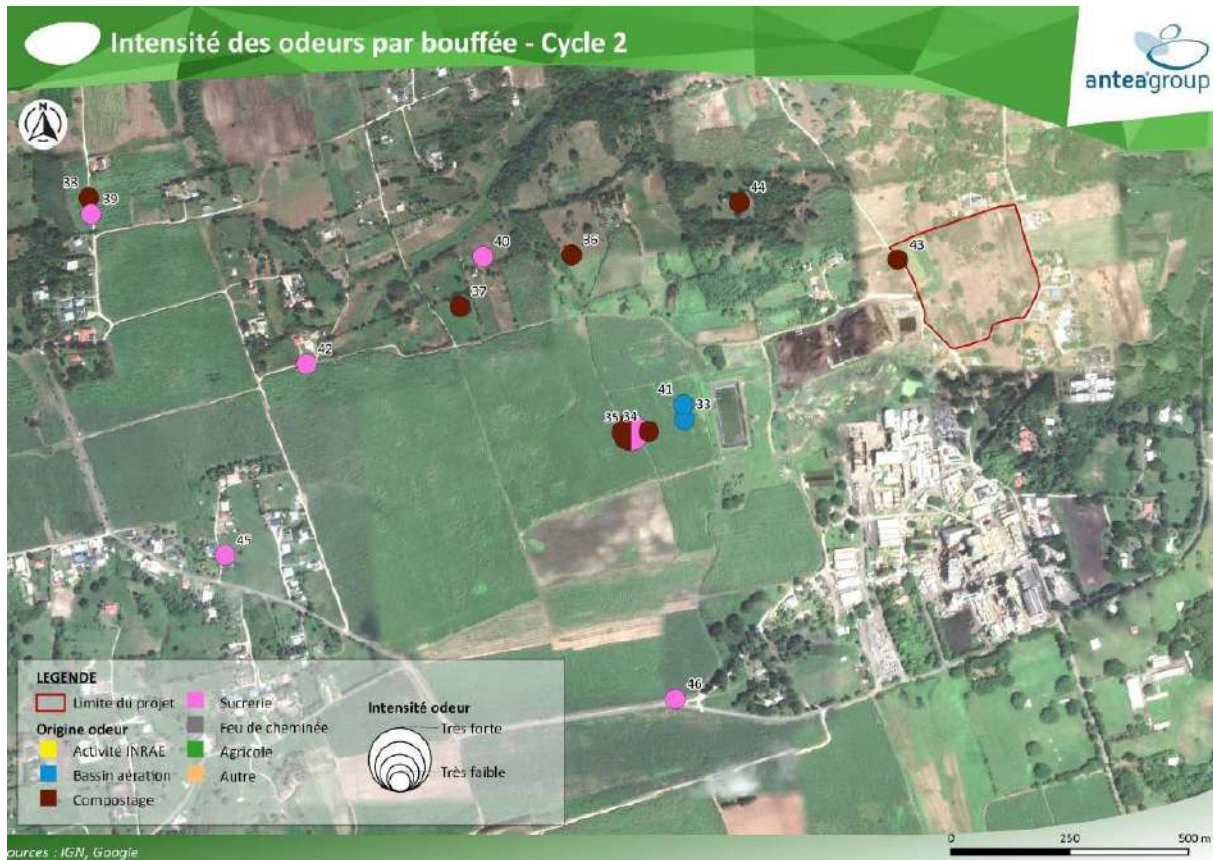 Intensité des odeurs par bouffée - Cycle 2
anteagroup
N
38
39
44
40
36
43
37
42
41
33
35
34
45
46
LEGENDE
Limite du projet
Origine odeur
Activité INRAE
Bassin aération
Compostage
Sucrerie
Feu de cheminée
Agricole
Autre
Intensité odeur
Très forte
Très faible
ources : IGN, Google
0
250
500 m